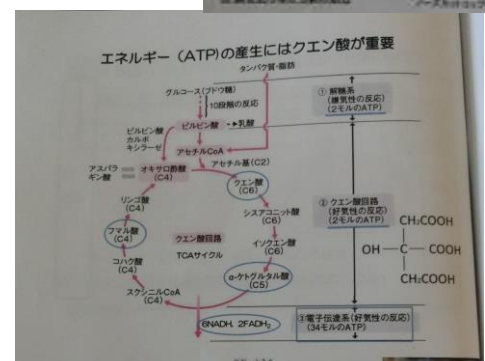 エネルギー(ATP)の産生にはクエン酸が重要
タンパク質・脂肪
グルコース(ブドウ糖)
10段階の反応
ピルビン酸
乳酸
ピルビン酸
カルボ
キシラーゼ
アセチルCoA
アセチル基(C2)
アスパラ
ギン酸
オキサロ酢酸
(C4)
クエン酸
(C6)
リンゴ酸
(C4)
シスアコニット酸
(C6)
フマル酸
(C4)
クエン酸回路
TCAサイクル
イソクエン酸
(C6)
コハク酸
(C4)
α-ケトグルタル酸
(C5)
スクシニルCoA
(C4)
6NADH, 2FADH₂
① 解糖系
(嫌気性の反応)
(2モルのATP)
② クエン酸回路
(好気性の反応)
(2モルのATP)
CH₂COOH
OH — C — COOH
CH₂COOH
③電子伝達系(好気性の反応)
(34モルのATP)